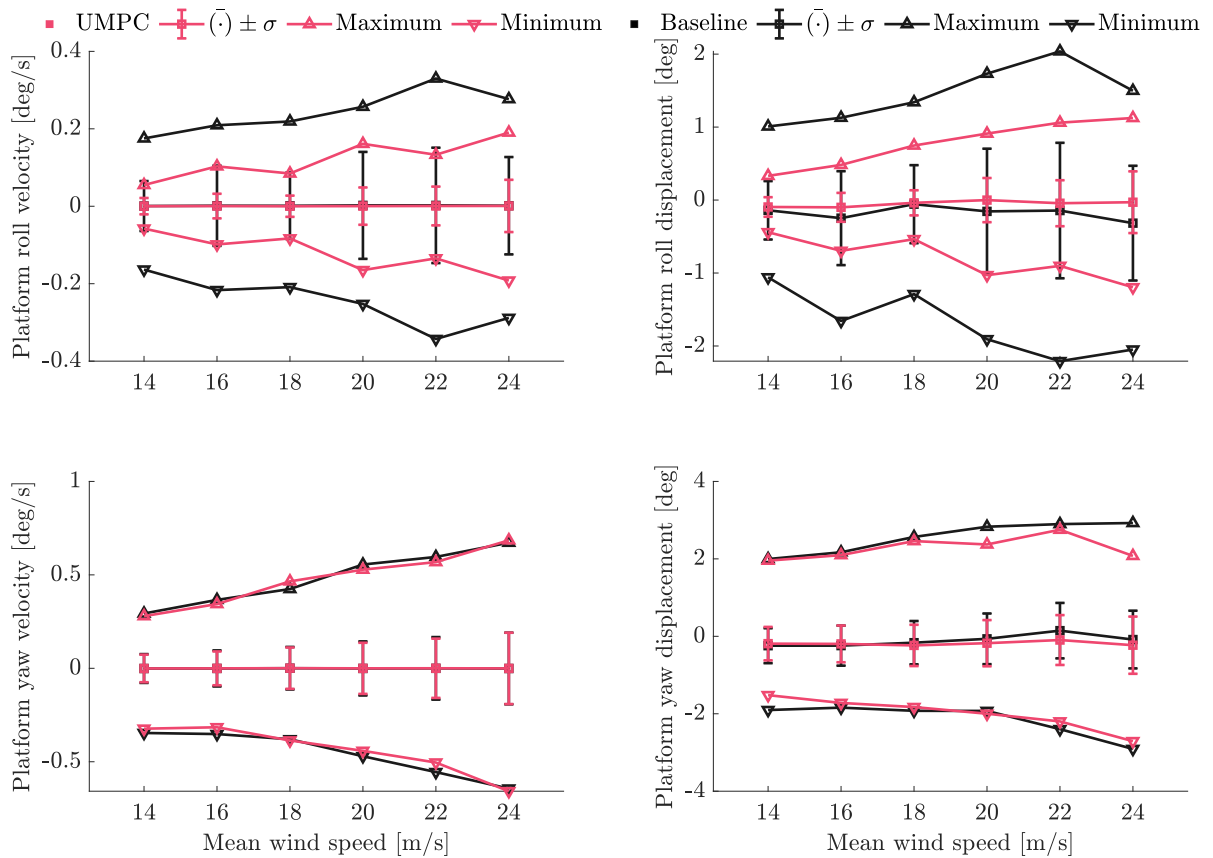 UMPC (·̄) ± σ Maximum Minimum
Baseline (·̄) ± σ Maximum Minimum
Platform roll velocity [deg/s]
0.4
0.2
0
-0.2
-0.4
14 16 18 20 22 24
Platform roll displacement [deg]
2
1
0
-1
-2
14 16 18 20 22 24
Platform yaw velocity [deg/s]
1
0.5
0
-0.5
14 16 18 20 22 24
Mean wind speed [m/s]
Platform yaw displacement [deg]
4
2
0
-2
-4
14 16 18 20 22 24
Mean wind speed [m/s]